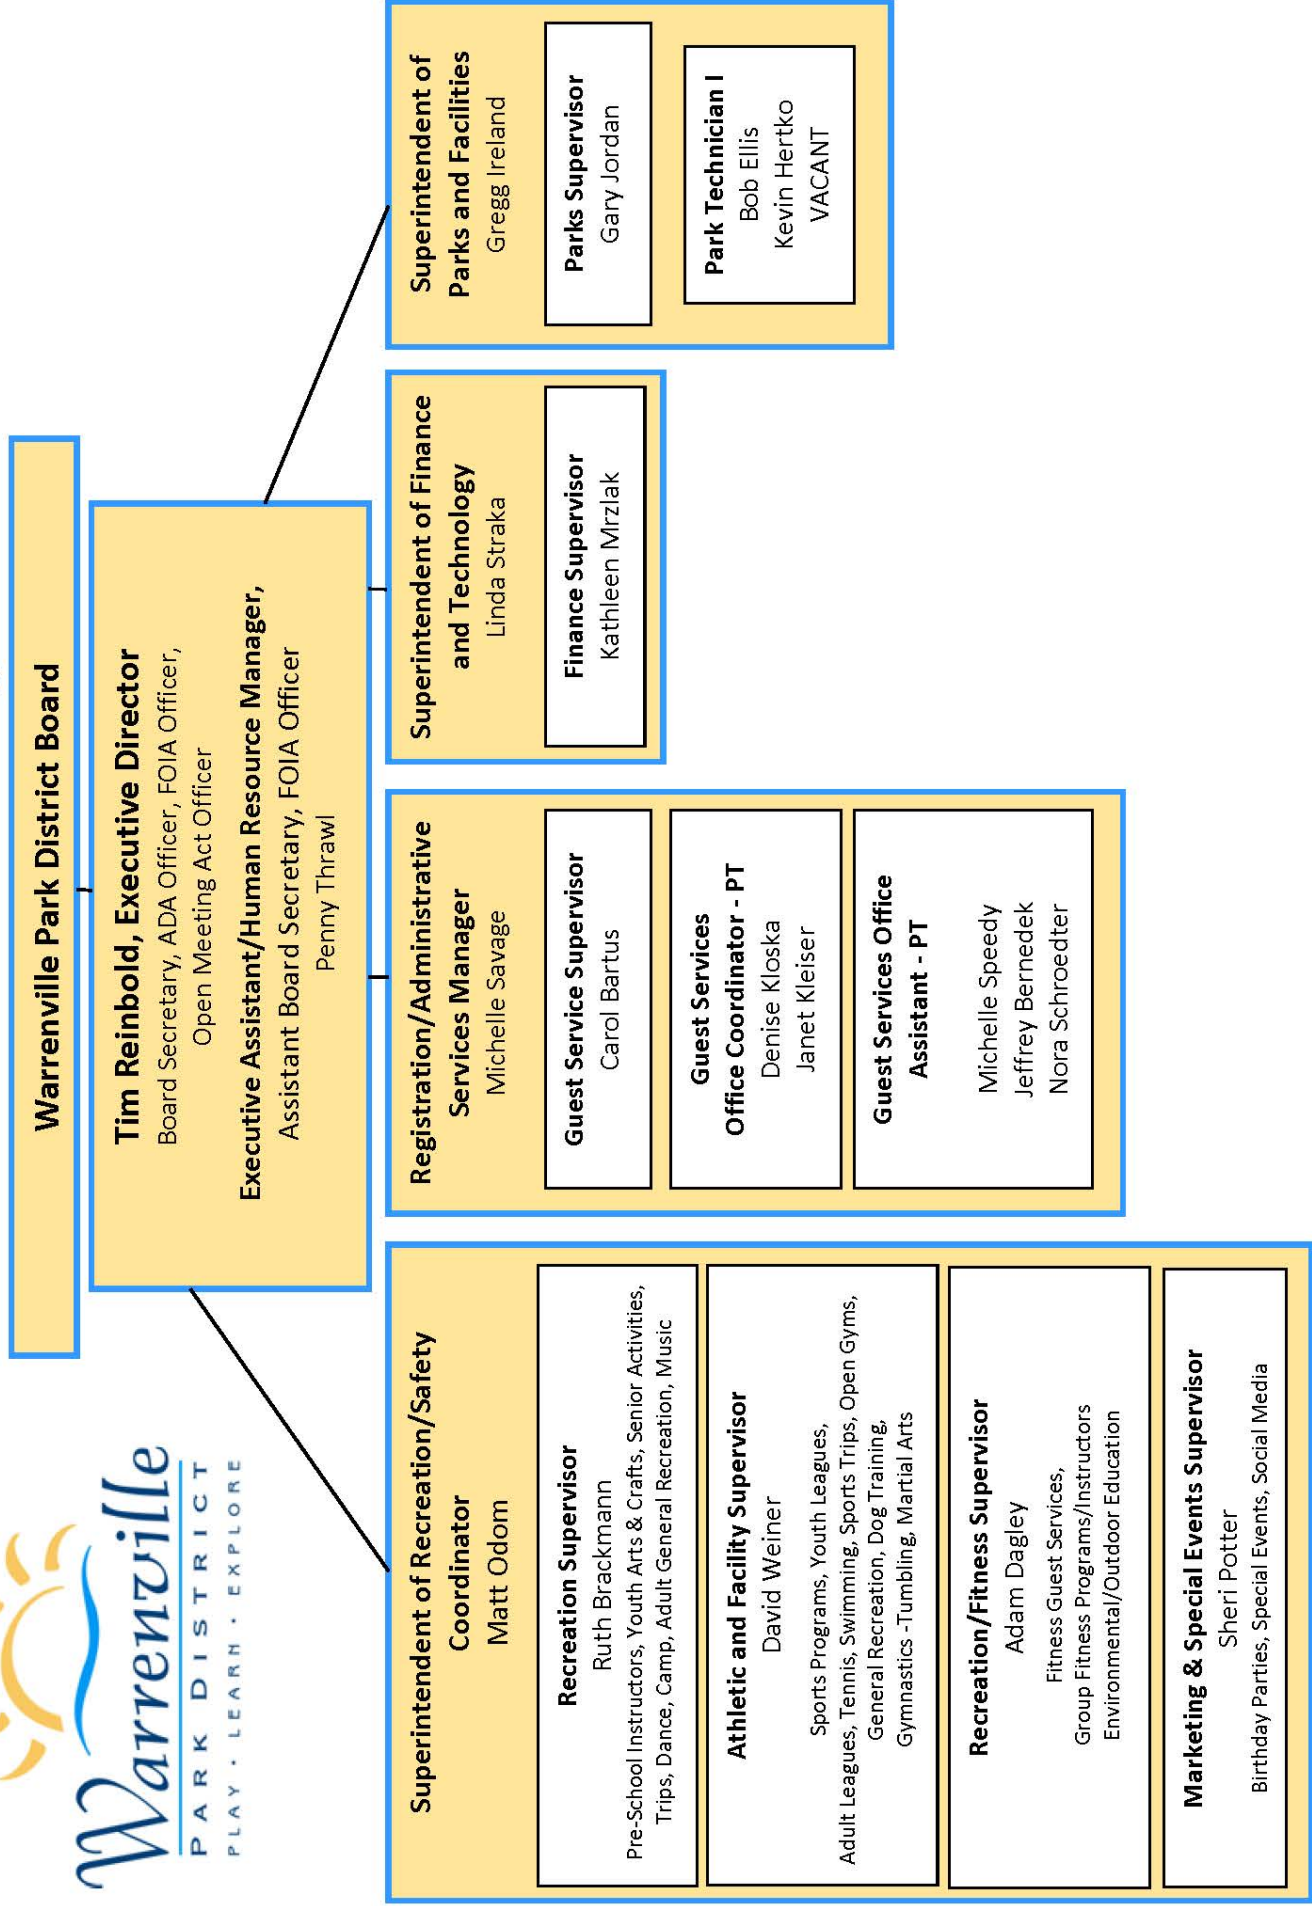 Warrenville
PARK DISTRICT
PLAY • LEARN • EXPLORE
Warrenville Park District Board
Tim Reinbold, Executive Director
Board Secretary, ADA Officer, FOIA Officer,
Open Meeting Act Officer
Executive Assistant/Human Resource Manager,
Assistant Board Secretary, FOIA Officer
Penny Thrawl
Superintendent of Recreation/Safety
Coordinator
Matt Odom
Recreation Supervisor
Ruth Brackmann
Pre-School Instructors, Youth Arts & Crafts, Senior Activities,
Trips, Dance, Camp, Adult General Recreation, Music
Athletic and Facility Supervisor
David Weiner
Sports Programs, Youth Leagues,
Adult Leagues, Tennis, Swimming, Sports Trips, Open Gyms,
General Recreation, Dog Training,
Gymnastics -Tumbling, Martial Arts
Recreation/Fitness Supervisor
Adam Dagley
Fitness Guest Services,
Group Fitness Programs/Instructors
Environmental/Outdoor Education
Marketing & Special Events Supervisor
Sheri Potter
Birthday Parties, Special Events, Social Media
Registration/Administrative
Services Manager
Michelle Savage
Guest Service Supervisor
Carol Bartus
Guest Services
Office Coordinator - PT
Denise Kloska
Janet Kleiser
Guest Services Office
Assistant - PT
Michelle Speedy
Jeffrey Bernedek
Nora Schroedter
Superintendent of Finance
and Technology
Linda Straka
Finance Supervisor
Kathleen Mrzlak
Superintendent of
Parks and Facilities
Gregg Ireland
Parks Supervisor
Gary Jordan
Park Technician I
Bob Ellis
Kevin Hertko
VACANT